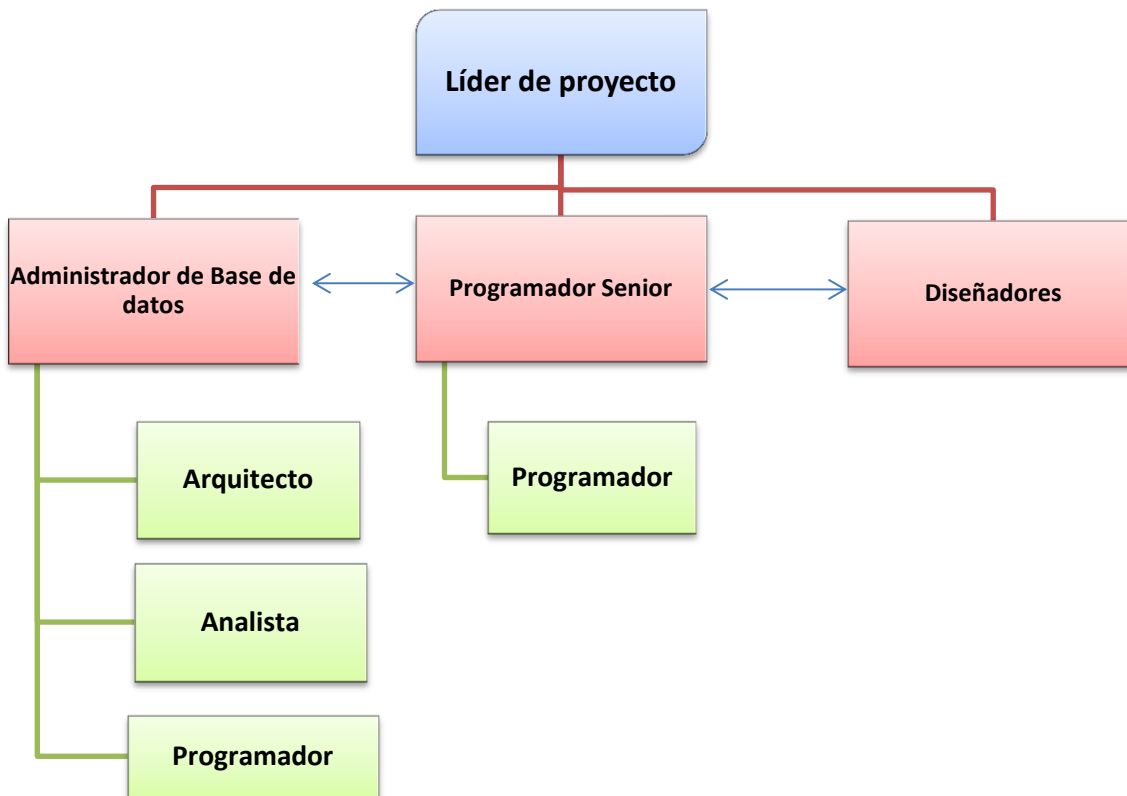 Líder de proyecto
Administrador de Base de
datos
Programador Senior
Diseñadores
Arquitecto
Programador
Analista
Programador